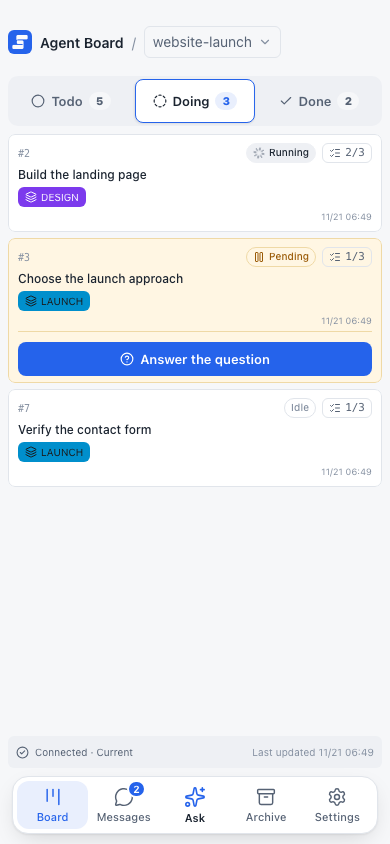 Agent Board / website-launch
Todo 5 Doing 3 Done 2
#2 Running 2/3
Build the landing page
DESIGN
11/21 06:49
#3 Pending 1/3
Choose the launch approach
LAUNCH
11/21 06:49
Answer the question
#7 Idle 1/3
Verify the contact form
LAUNCH
11/21 06:49
Connected · Current Last updated 11/21 06:49
2
Board Messages Ask Archive Settings